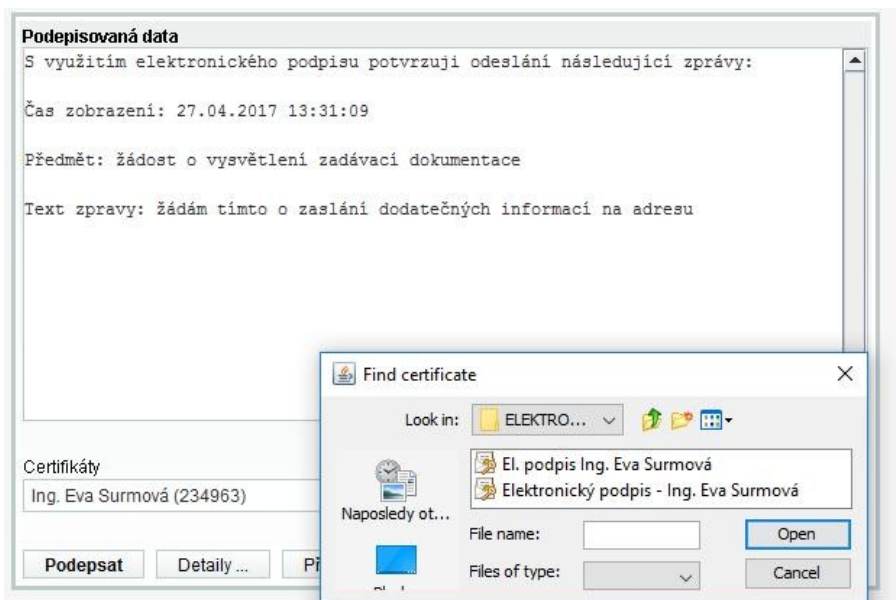 Podepisovaná data
S využitím elektronického podpisu potvrzuji odeslání následující zprávy:
Čas zobrazení: 27.04.2017 13:31:09
Předmět: žádost o vysvětlení zadávací dokumentace
Text zpravy: žádám tímto o zaslání dodatečných informací na adresu
Find certificate
Look in: ELEKTRO...
El. podpis Ing. Eva Surmová
Elektronický podpis - Ing. Eva Surmová
Naposledy ot...
File name:
Open
Files of type:
Cancel
Certifikáty
Ing. Eva Surmová (234963)
Podepsat
Detaily ...